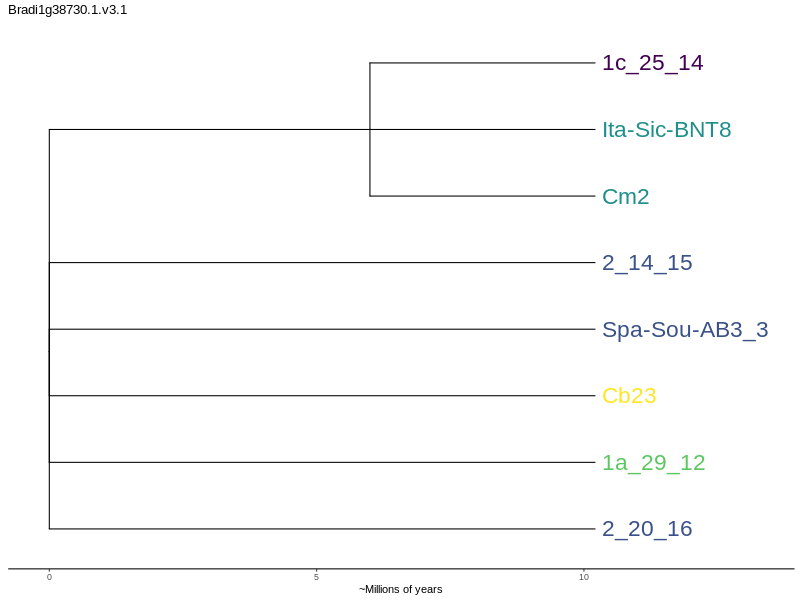 Bradi1g38730.1.v3.1
1c_25_14
Ita-Sic-BNT8
Cm2
2_14_15
Spa-Sou-AB3_3
Cb23
1a_29_12
2_20_16
0 5 10
~Millions of years